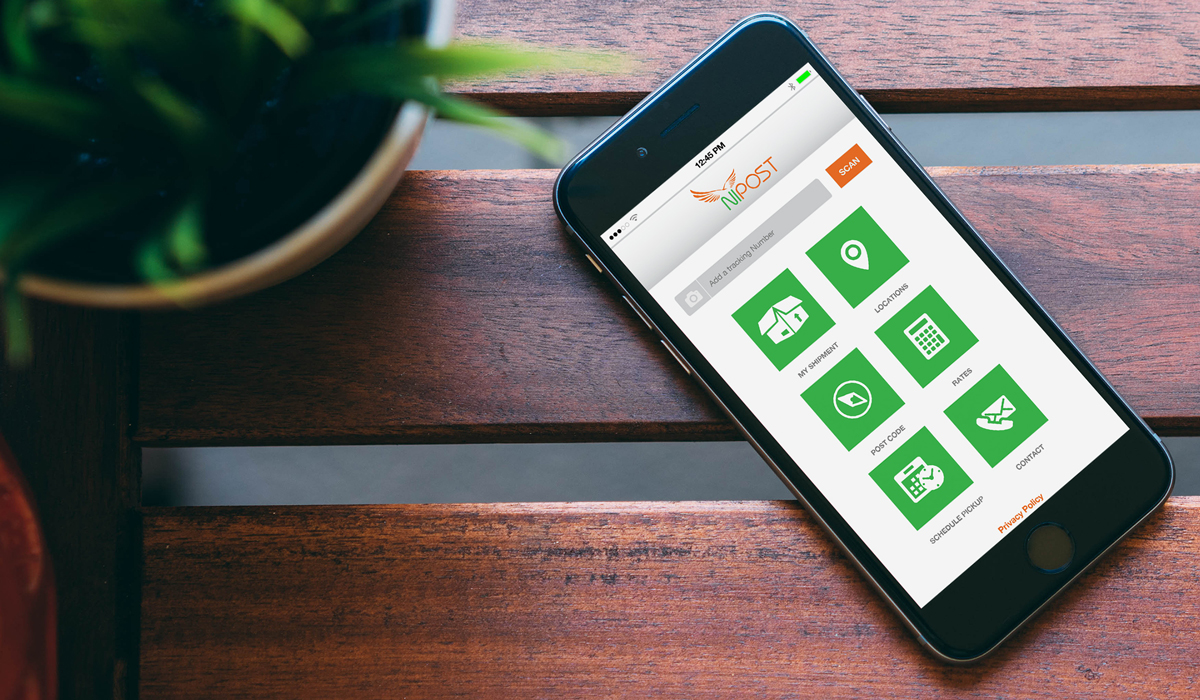 12:45 PM
NIPOST
Add a tracking Number
SCAN
MY SHIPMENT
LOCATIONS
POST CODE
RATES
SCHEDULE PICKUP
CONTACT
Privacy Policy